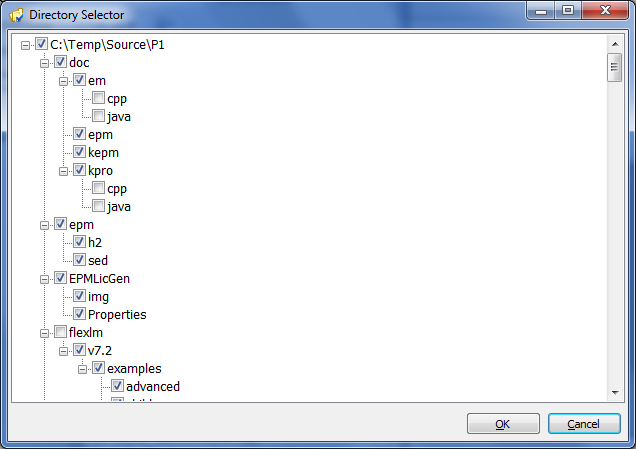 Directory Selector
C:\Temp\Source\P1
doc
em
cpp
java
epm
kepm
kpro
cpp
java
epm
h2
sed
EPMLicGen
img
Properties
flexlm
v7.2
examples
advanced
OK
Cancel